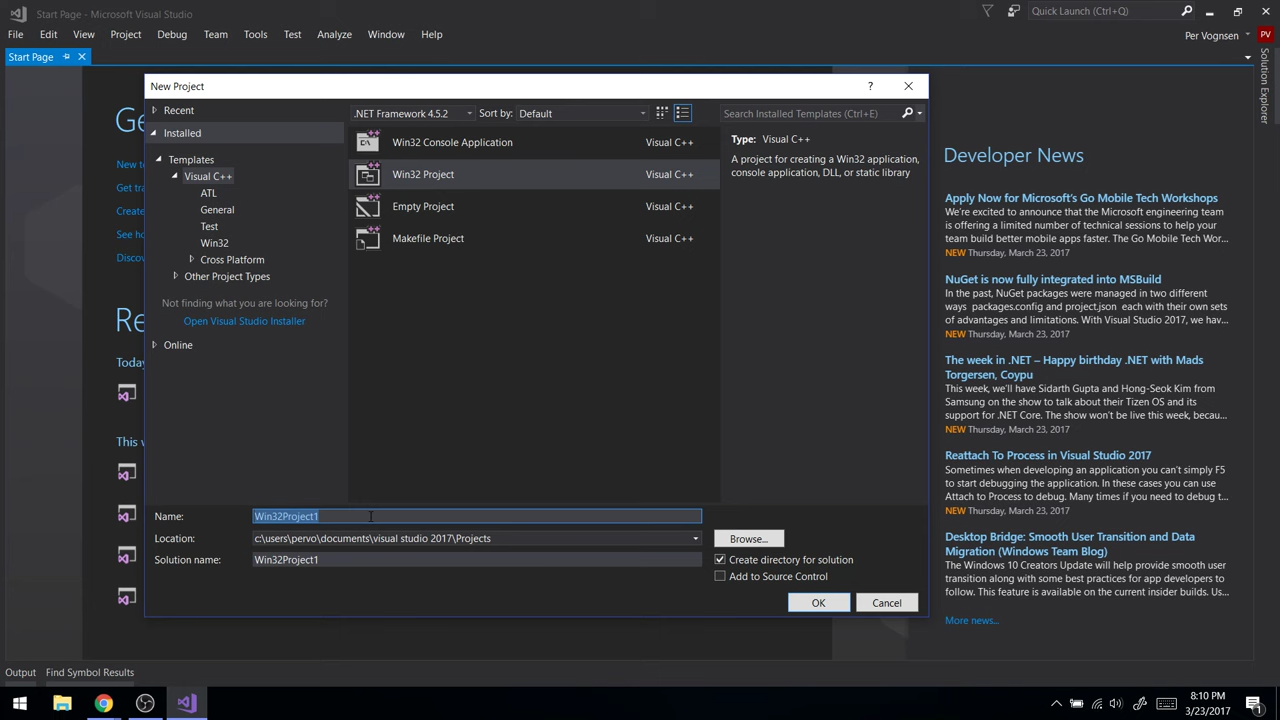 Start Page - Microsoft Visual Studio
Quick Launch (Ctrl+Q)
File Edit View Project Debug Team Tools Test Analyze Window Help
Per Vognsen PV
Start Page
Solution Explorer
New Project
?
Recent
Installed
Templates
Visual C++
ATL
General
Test
Win32
Cross Platform
Other Project Types
Not finding what you are looking for?
Open Visual Studio Installer
Online
.NET Framework 4.5.2 Sort by: Default
Search Installed Templates (Ctrl+E)
Win32 Console Application Visual C++
Win32 Project Visual C++
Empty Project Visual C++
Makefile Project Visual C++
Type: Visual C++
A project for creating a Win32 application,
console application, DLL, or static library
Name: Win32Project1
Location: c:\users\pervo\documents\visual studio 2017\Projects
Browse...
Solution name: Win32Project1
Create directory for solution
Add to Source Control
OK Cancel
Ge
New to
Get tra
Create
See ho
Disco
Re
Today
This v
Developer News
Apply Now for Microsoft's Go Mobile Tech Workshops
We're excited to announce that the Microsoft engineering team
is offering a limited number of technical sessions to help your
team build better mobile apps faster. The Go Mobile Tech Wor...
NEW Thursday, March 23, 2017
NuGet is now fully integrated into MSBuild
In the past, NuGet packages were managed in two different
ways packages.config and project.json each with their own sets
of advantages and limitations. With Visual Studio 2017, we hav...
NEW Thursday, March 23, 2017
The week in .NET – Happy birthday .NET with Mads
Torgersen, Coypu
This week, we'll have Sidarth Gupta and Hong-Seok Kim from
Samsung on the show to talk about their Tizen OS and its
support for .NET Core. The show won't be live this week, becau...
NEW Thursday, March 23, 2017
Reattach To Process in Visual Studio 2017
Sometimes when developing an application you can't simply F5
to start debugging the application. In these cases you can use
Attach to Process to debug. Many times if you need to debug t...
NEW Thursday, March 23, 2017
Desktop Bridge: Smooth User Transition and Data
Migration (Windows Team Blog)
The Windows 10 Creators Update will help provide smooth user
transition along with some best practices for app developers to
follow. This feature is available on the current insider builds. Us...
More news...
Output Find Symbol Results
8:10 PM
3/23/2017
1